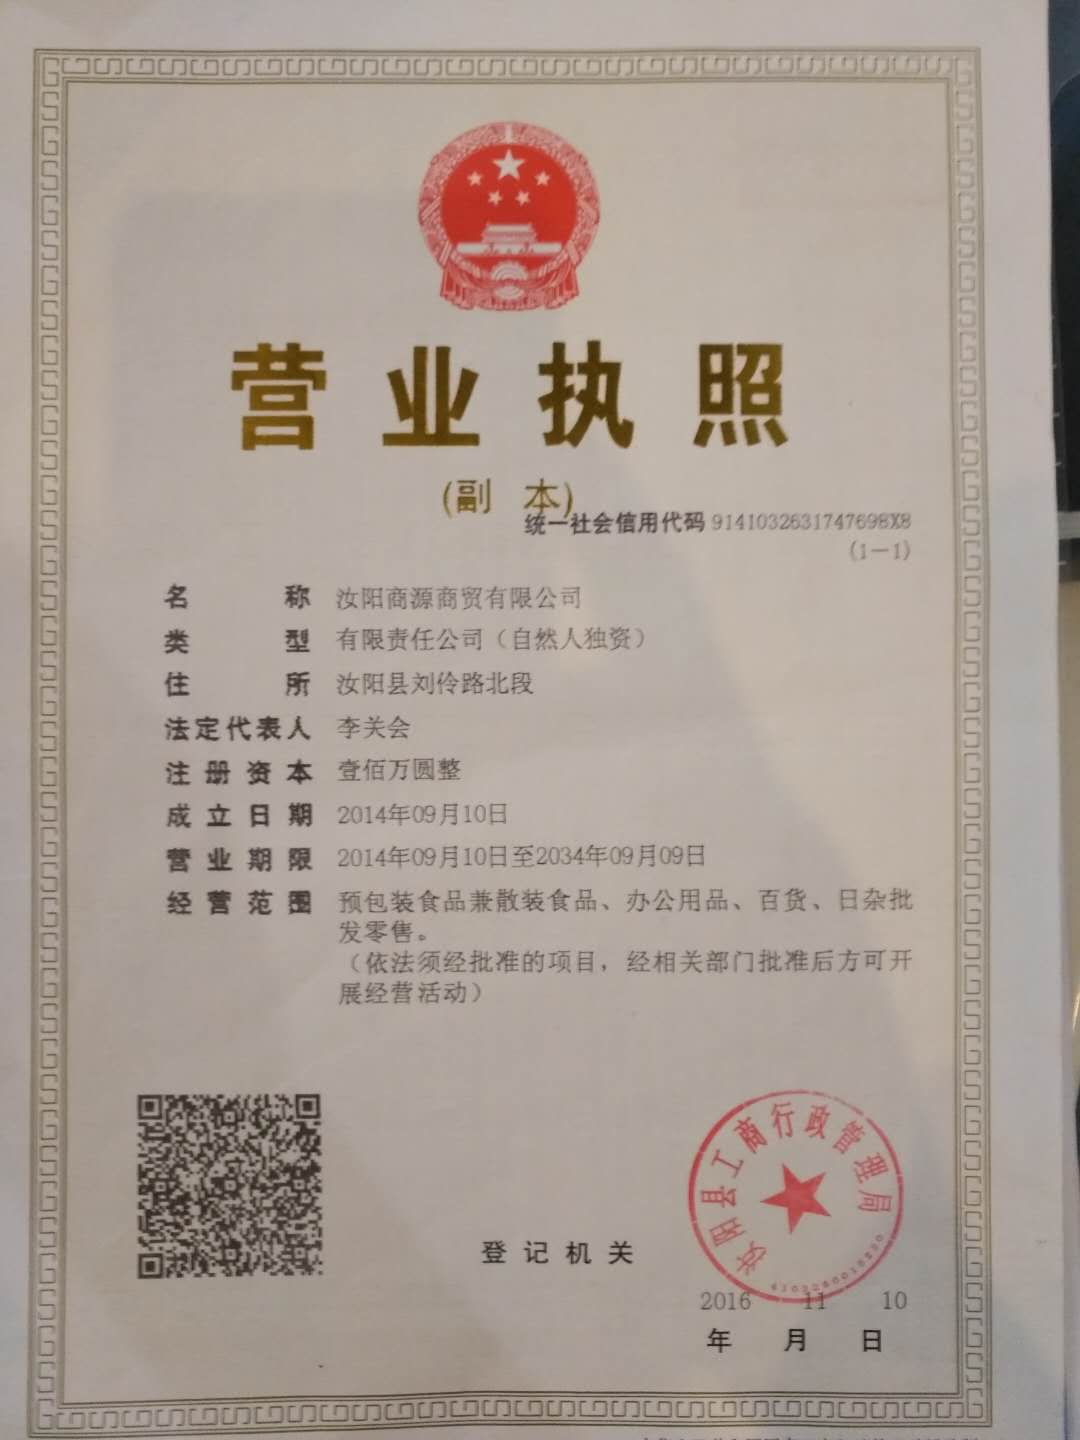 营业执照
(副 本)
统一社会信用代码 9141032631747698X8
(1-1)
名 称 汝阳商源商贸有限公司
类 型 有限责任公司（自然人独资）
住 所 汝阳县刘伶路北段
法定代表人 李关会
注册资本 壹佰万圆整
成立日期 2014年09月10日
营业期限 2014年09月10日至2034年09月09日
经营范围 预包装食品兼散装食品、办公用品、百货、日杂批
发零售。
（依法须经批准的项目，经相关部门批准后方可开
展经营活动）
汝阳县工商行政管理局
登记机关
2016 11 10
年 月 日